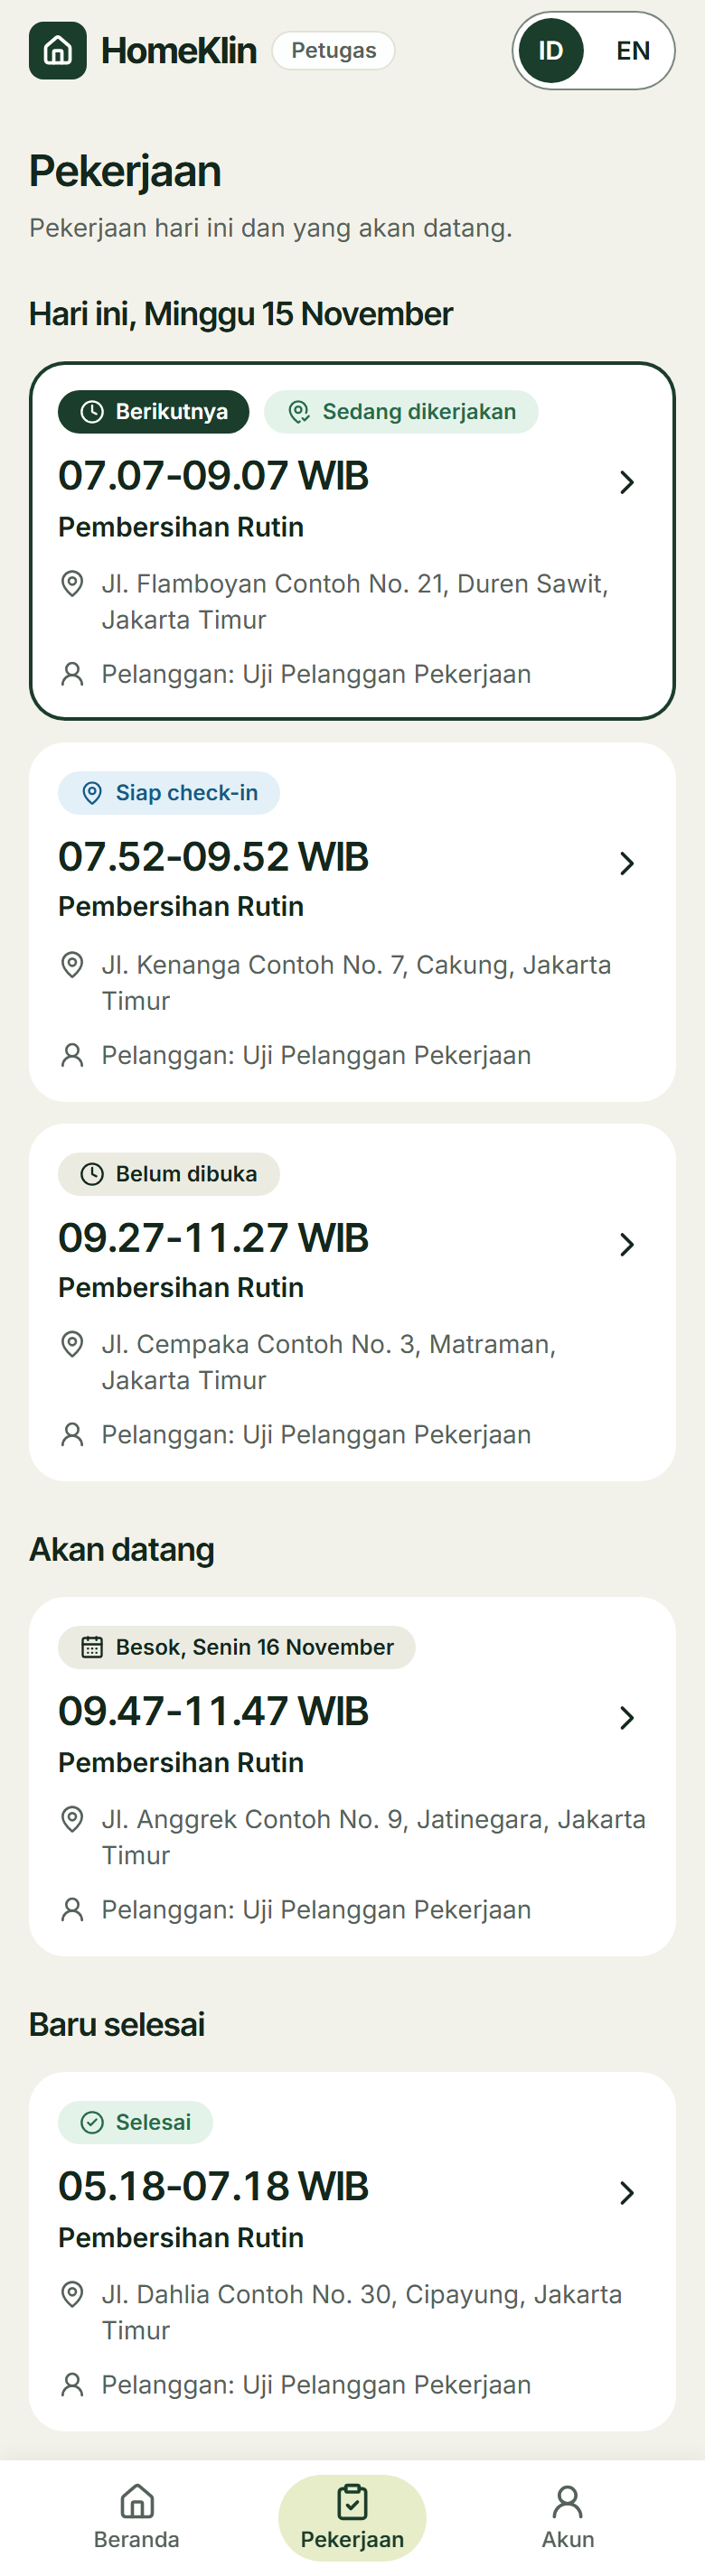 HomeKlin
Petugas
ID
EN
Pekerjaan
Pekerjaan hari ini dan yang akan datang.
Hari ini, Minggu 15 November
Berikutnya
Sedang dikerjakan
07.07-09.07 WIB
Pembersihan Rutin
Jl. Flamboyan Contoh No. 21, Duren Sawit,
Jakarta Timur
Pelanggan: Uji Pelanggan Pekerjaan
Siap check-in
07.52-09.52 WIB
Pembersihan Rutin
Jl. Kenanga Contoh No. 7, Cakung, Jakarta
Timur
Pelanggan: Uji Pelanggan Pekerjaan
Belum dibuka
09.27-11.27 WIB
Pembersihan Rutin
Jl. Cempaka Contoh No. 3, Matraman,
Jakarta Timur
Pelanggan: Uji Pelanggan Pekerjaan
Akan datang
Besok, Senin 16 November
09.47-11.47 WIB
Pembersihan Rutin
Jl. Anggrek Contoh No. 9, Jatinegara, Jakarta
Timur
Pelanggan: Uji Pelanggan Pekerjaan
Baru selesai
Selesai
05.18-07.18 WIB
Pembersihan Rutin
Jl. Dahlia Contoh No. 30, Cipayung, Jakarta
Timur
Pelanggan: Uji Pelanggan Pekerjaan
Beranda
Pekerjaan
Akun